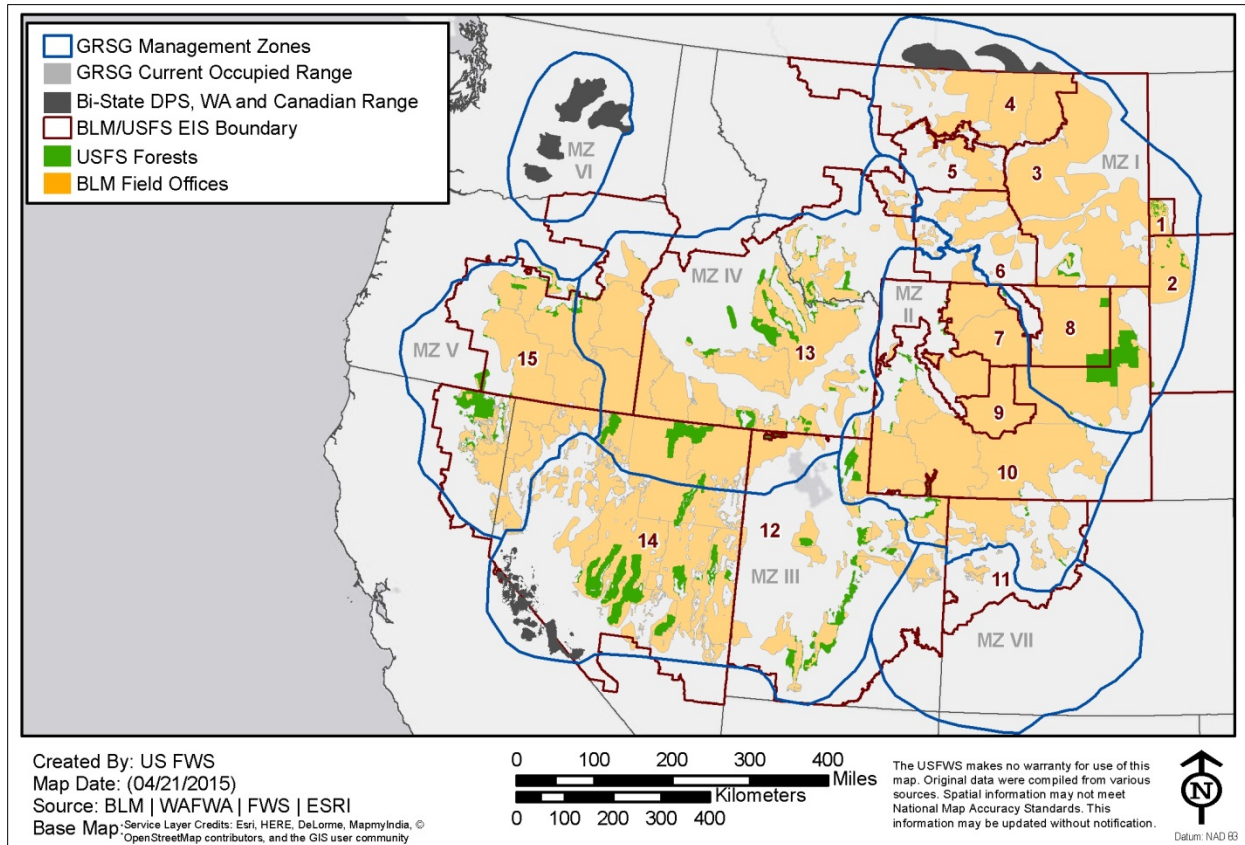 GRSG Management Zones
GRSG Current Occupied Range
Bi-State DPS, WA and Canadian Range
BLM/USFS EIS Boundary
USFS Forests
BLM Field Offices
MZ
VI
4
5
3
MZ I
1
2
6
MZ IV
MZ
II
7
8
MZ V
15
13
9
10
14
12
MZ III
11
MZ VII
Created By: US FWS
Map Date: (04/21/2015)
Source: BLM | WAFWA | FWS | ESRI
Base Map: Service Layer Credits: Esri, HERE, DeLorme, MapmyIndia, ©
OpenStreetMap contributors, and the GIS user community
0 100 200 300 400
Miles
Kilometers
0 100 200 300 400
The USFWS makes no warranty for use of this
map. Original data were compiled from various
sources. Spatial information may not meet
National Map Accuracy Standards. This
information may be updated without notification.
N
Datum: NAD 83